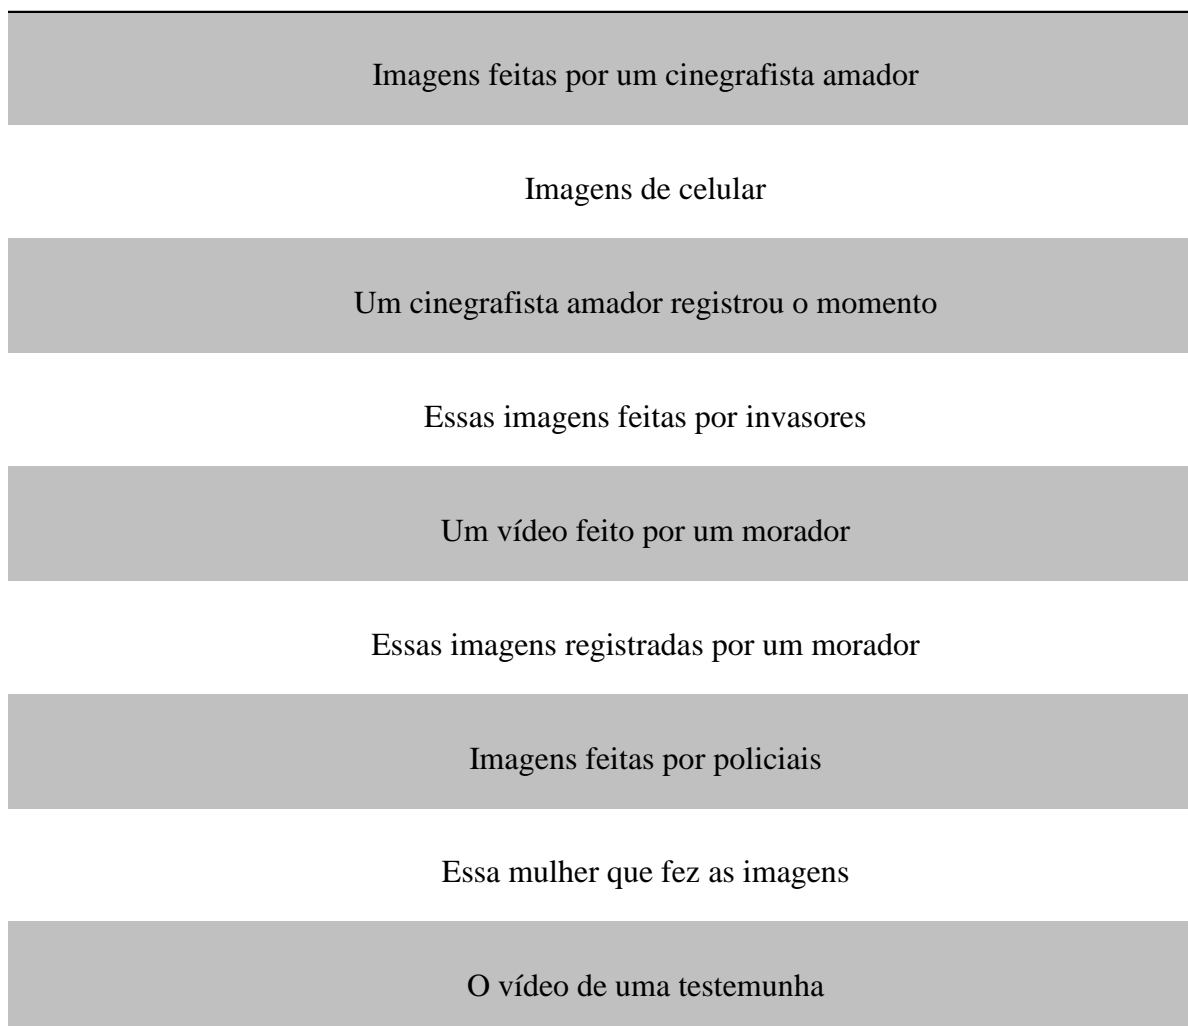 Imagens feitas por um cinegrafista amador
Imagens de celular
Um cinegrafista amador registrou o momento
Essas imagens feitas por invasores
Um vídeo feito por um morador
Essas imagens registradas por um morador
Imagens feitas por policiais
Essa mulher que fez as imagens
O vídeo de uma testemunha